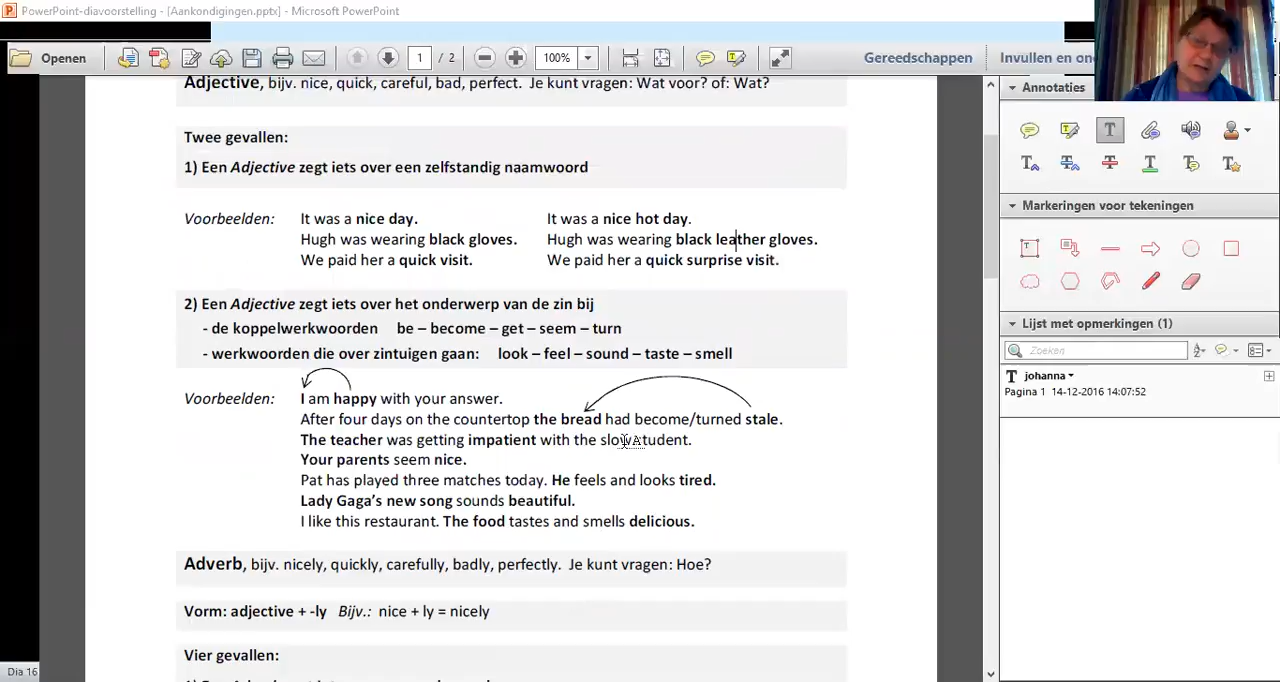 PowerPoint-diavoorstelling - [Aankondigingen.pptx] - Microsoft PowerPoint
Openen 1 / 2 100% Gereedschappen Invullen en on
Adjective, bijv. nice, quick, careful, bad, perfect. Je kunt vragen: Wat voor? of: Wat?
Twee gevallen:
1) Een Adjective zegt iets over een zelfstandig naamwoord
Voorbeelden: It was a nice day. It was a nice hot day.
Hugh was wearing black gloves. Hugh was wearing black leather gloves.
We paid her a quick visit. We paid her a quick surprise visit.
2) Een Adjective zegt iets over het onderwerp van de zin bij
- de koppelwerkwoorden be – become – get – seem – turn
- werkwoorden die over zintuigen gaan: look – feel – sound – taste – smell
Voorbeelden: I am happy with your answer.
After four days on the countertop the bread had become/turned stale.
The teacher was getting impatient with the slow student.
Your parents seem nice.
Pat has played three matches today. He feels and looks tired.
Lady Gaga's new song sounds beautiful.
I like this restaurant. The food tastes and smells delicious.
Adverb, bijv. nicely, quickly, carefully, badly, perfectly. Je kunt vragen: Hoe?
Vorm: adjective + -ly Bijv.: nice + ly = nicely
Vier gevallen:
Dia 16
Annotaties
Markeringen voor tekeningen
Lijst met opmerkingen (1)
Zoeken
johanna
Pagina 1 14-12-2016 14:07:52